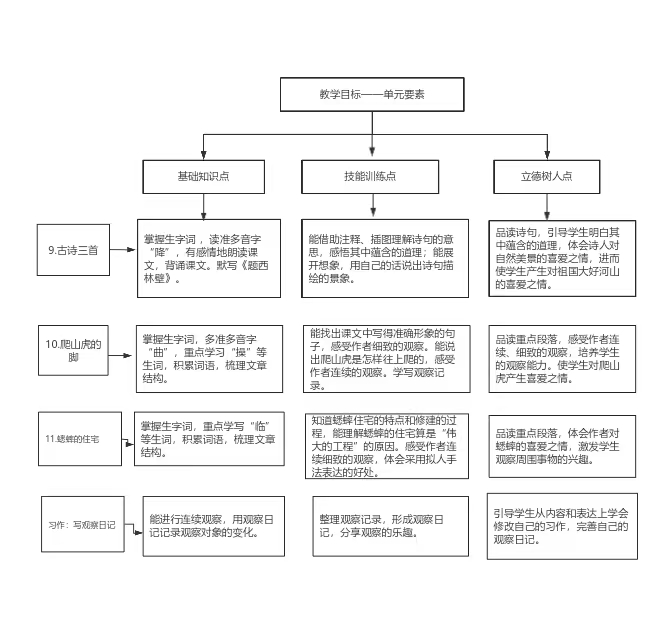 教学目标——单元要素
基础知识点
技能训练点
立德树人点
9.古诗三首
掌握生字词，读准多音字
“降”，有感情地朗读课
文，背诵课文。默写《题西
林壁》。
能借助注释、插图理解诗句的意
思，感悟其中蕴含的道理；能展
开想象，用自己的话说出诗句描
绘的景象。
品读诗句，引导学生明白其
中蕴含的道理，体会诗人对
自然美景的喜爱之情，进而
使学生产生对祖国大好河山
的喜爱之情。
10.爬山虎的
脚
掌握生字词，多准多音字
“曲”，重点学习“操”等
生词，积累词语，梳理文章
结构。
能找出课文中写得准确形象的句
子，感受作者细致的观察。能说
出爬山虎是怎样往上爬的，感受
作者连续的观察。学写观察记
录。
品读重点段落，感受作者连
续、细致的观察，培养学生
的观察能力。使学生对爬山
虎产生喜爱之情。
11.蟋蟀的住宅
掌握生字词，重点学写“临”
等生词，积累词语，梳理文章
结构。
知道蟋蟀住宅的特点和修建的过
程，能理解蟋蟀的住宅算是“伟
大的工程”的原因。感受作者连
续细致的观察，体会采用拟人手
法表达的好处。
品读重点段落，体会作者对
蟋蟀的喜爱之情，激发学生
观察周围事物的兴趣。
习作：写观察日记
能进行连续观察，用观察日
记记录观察对象的变化。
整理观察记录，形成观察日
记，分享观察的乐趣。
引导学生从内容和表达上学会
修改自己的习作，完善自己的
观察日记。